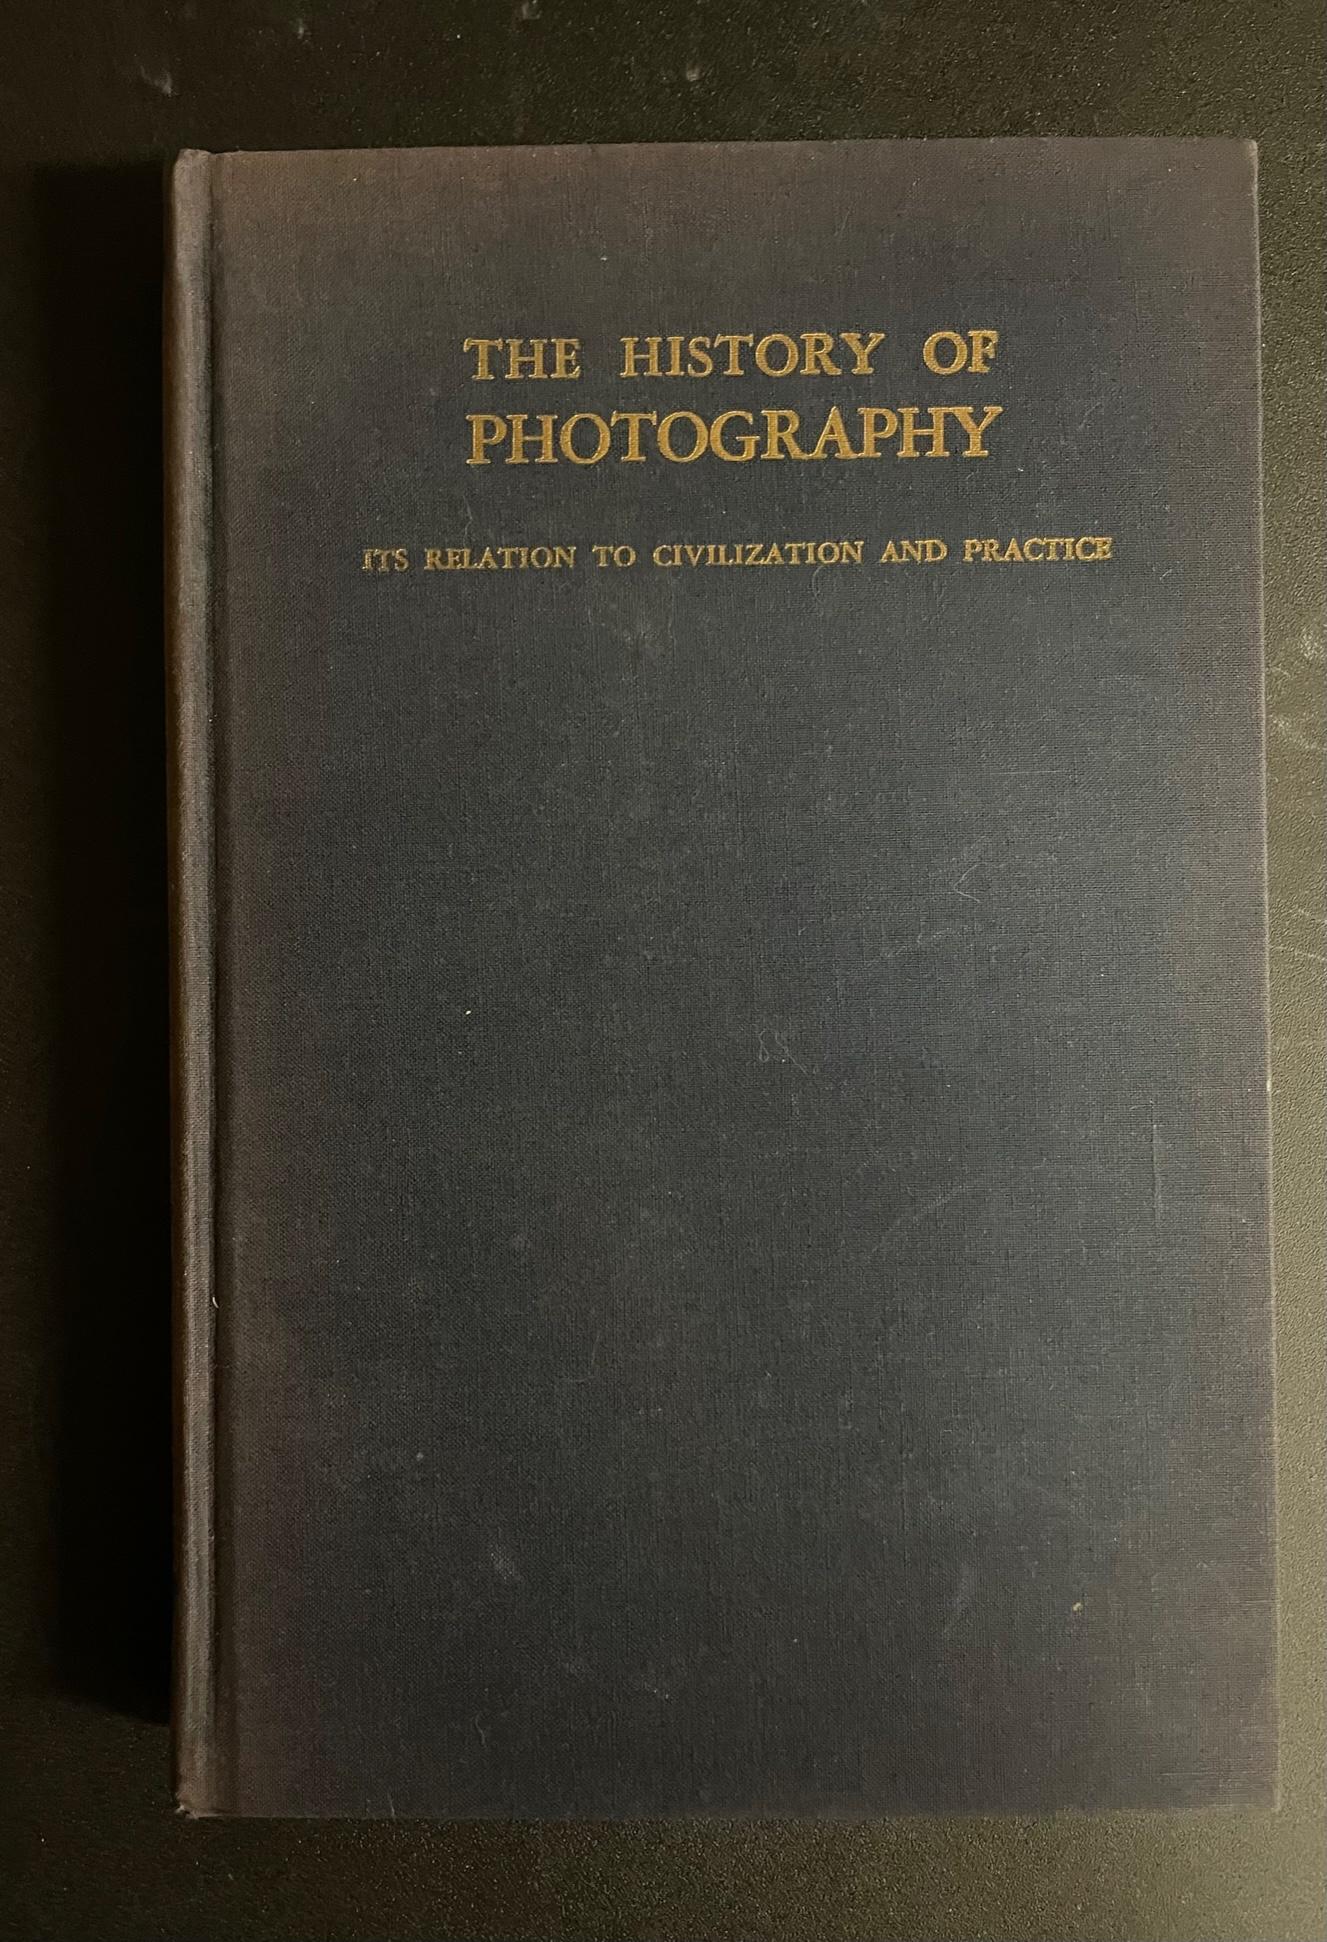 THE HISTORY OF
PHOTOGRAPHY
ITS RELATION TO CIVILIZATION AND PRACTICE